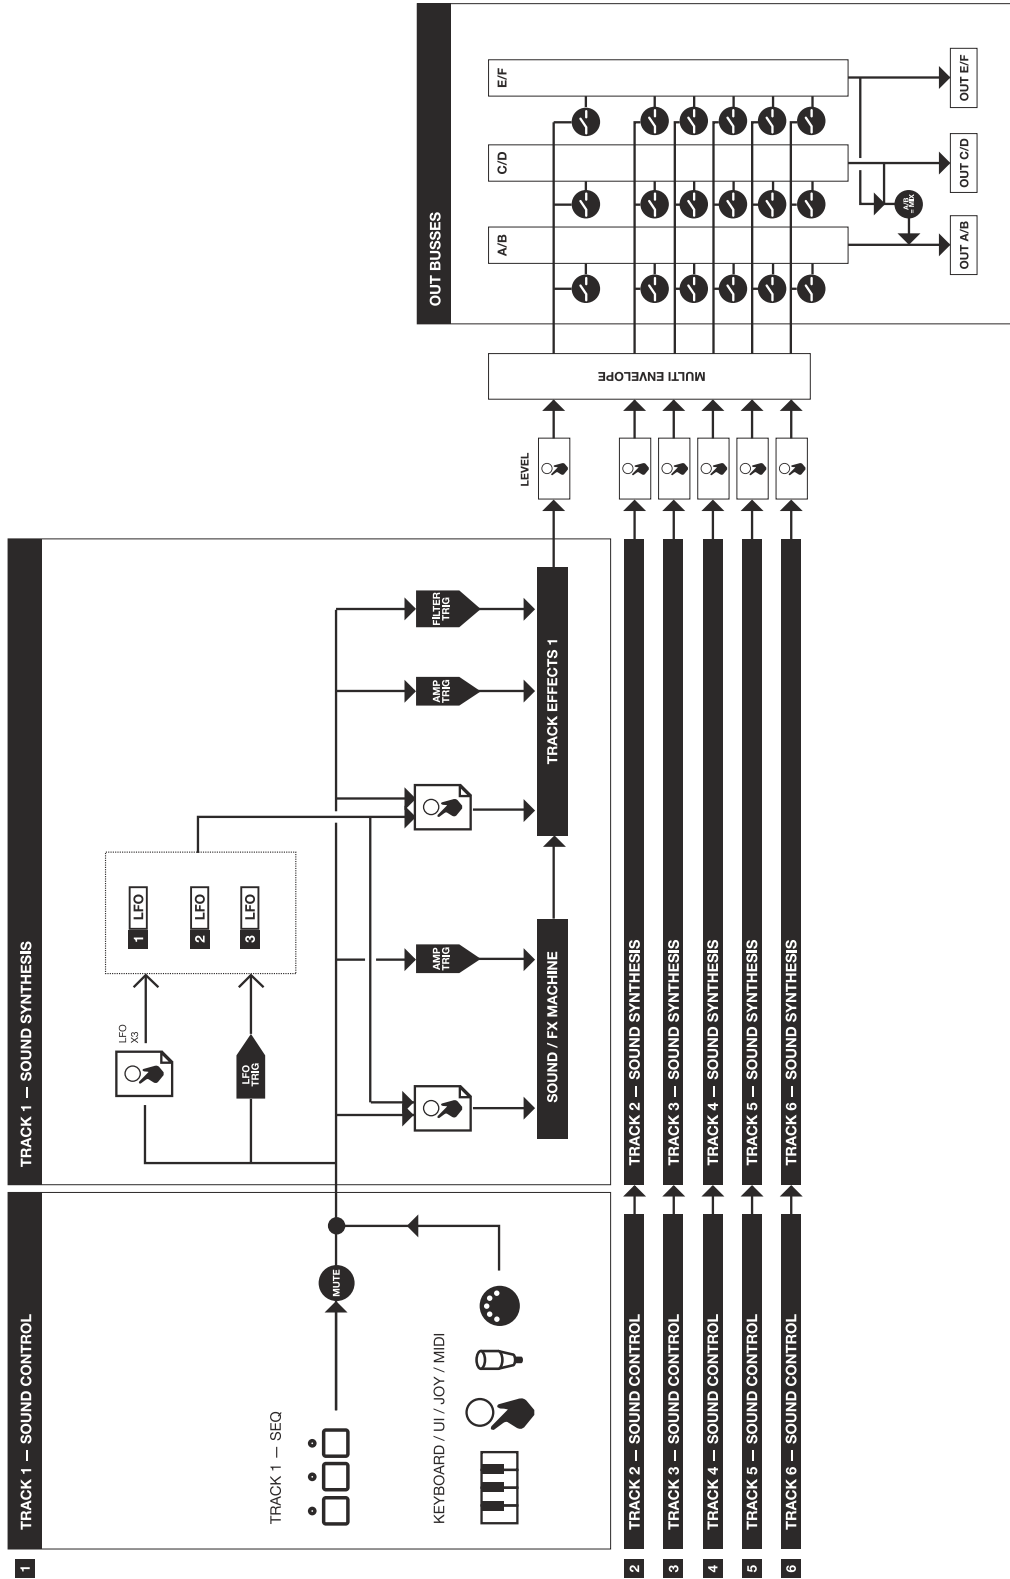 1
TRACK 1 — SOUND CONTROL
TRACK 1 — SEQ
MUTE
KEYBOARD / UI / JOY / MIDI
TRACK 1 — SOUND SYNTHESIS
LFO
X3
LFO
TRIG
1 LFO
2 LFO
3 LFO
AMP
TRIG
AMP
TRIG
FILTER
TRIG
SOUND / FX MACHINE
TRACK EFFECTS 1
LEVEL
2
TRACK 2 — SOUND CONTROL
TRACK 2 — SOUND SYNTHESIS
3
TRACK 3 — SOUND CONTROL
TRACK 3 — SOUND SYNTHESIS
4
TRACK 4 — SOUND CONTROL
TRACK 4 — SOUND SYNTHESIS
5
TRACK 5 — SOUND CONTROL
TRACK 5 — SOUND SYNTHESIS
6
TRACK 6 — SOUND CONTROL
TRACK 6 — SOUND SYNTHESIS
MULTI ENVELOPE
OUT BUSSES
A/B
C/D
E/F
A/B
= MIX
OUT A/B
OUT C/D
OUT E/F